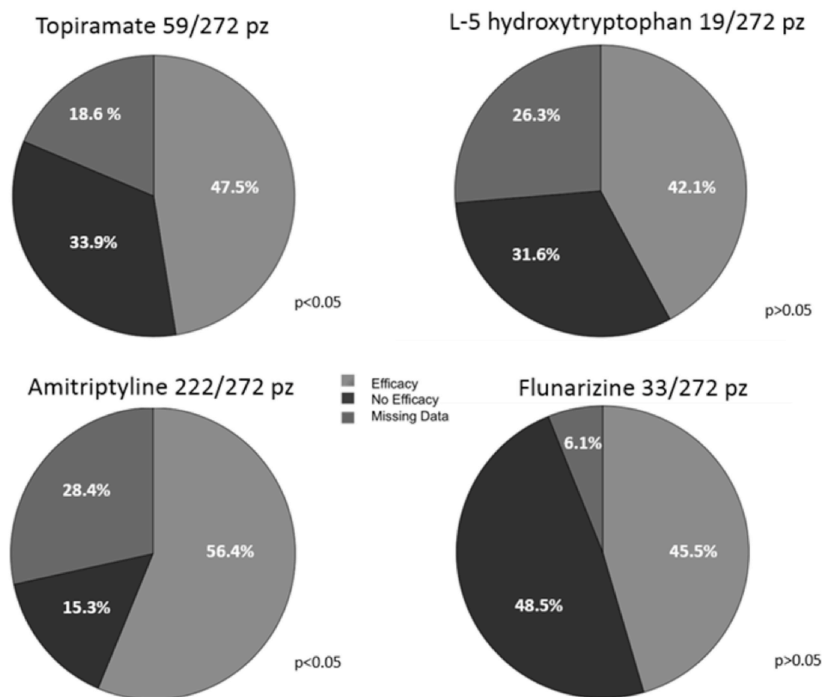 Topiramate 59/272 pz
18.6 %
47.5%
33.9%
p<0.05
L-5 hydroxytryptophan 19/272 pz
26.3%
42.1%
31.6%
p>0.05
Efficacy
No Efficacy
Missing Data
Amitriptyline 222/272 pz
28.4%
56.4%
15.3%
p<0.05
Flunarizine 33/272 pz
6.1%
45.5%
48.5%
p>0.05